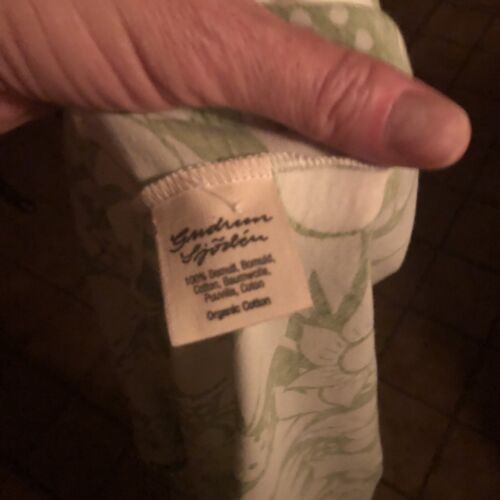 Gudrun
Sjödén
100% Bomull, Bomuld,
Cotton, Baumwolle,
Puuvilla, Coton
Organic Cotton